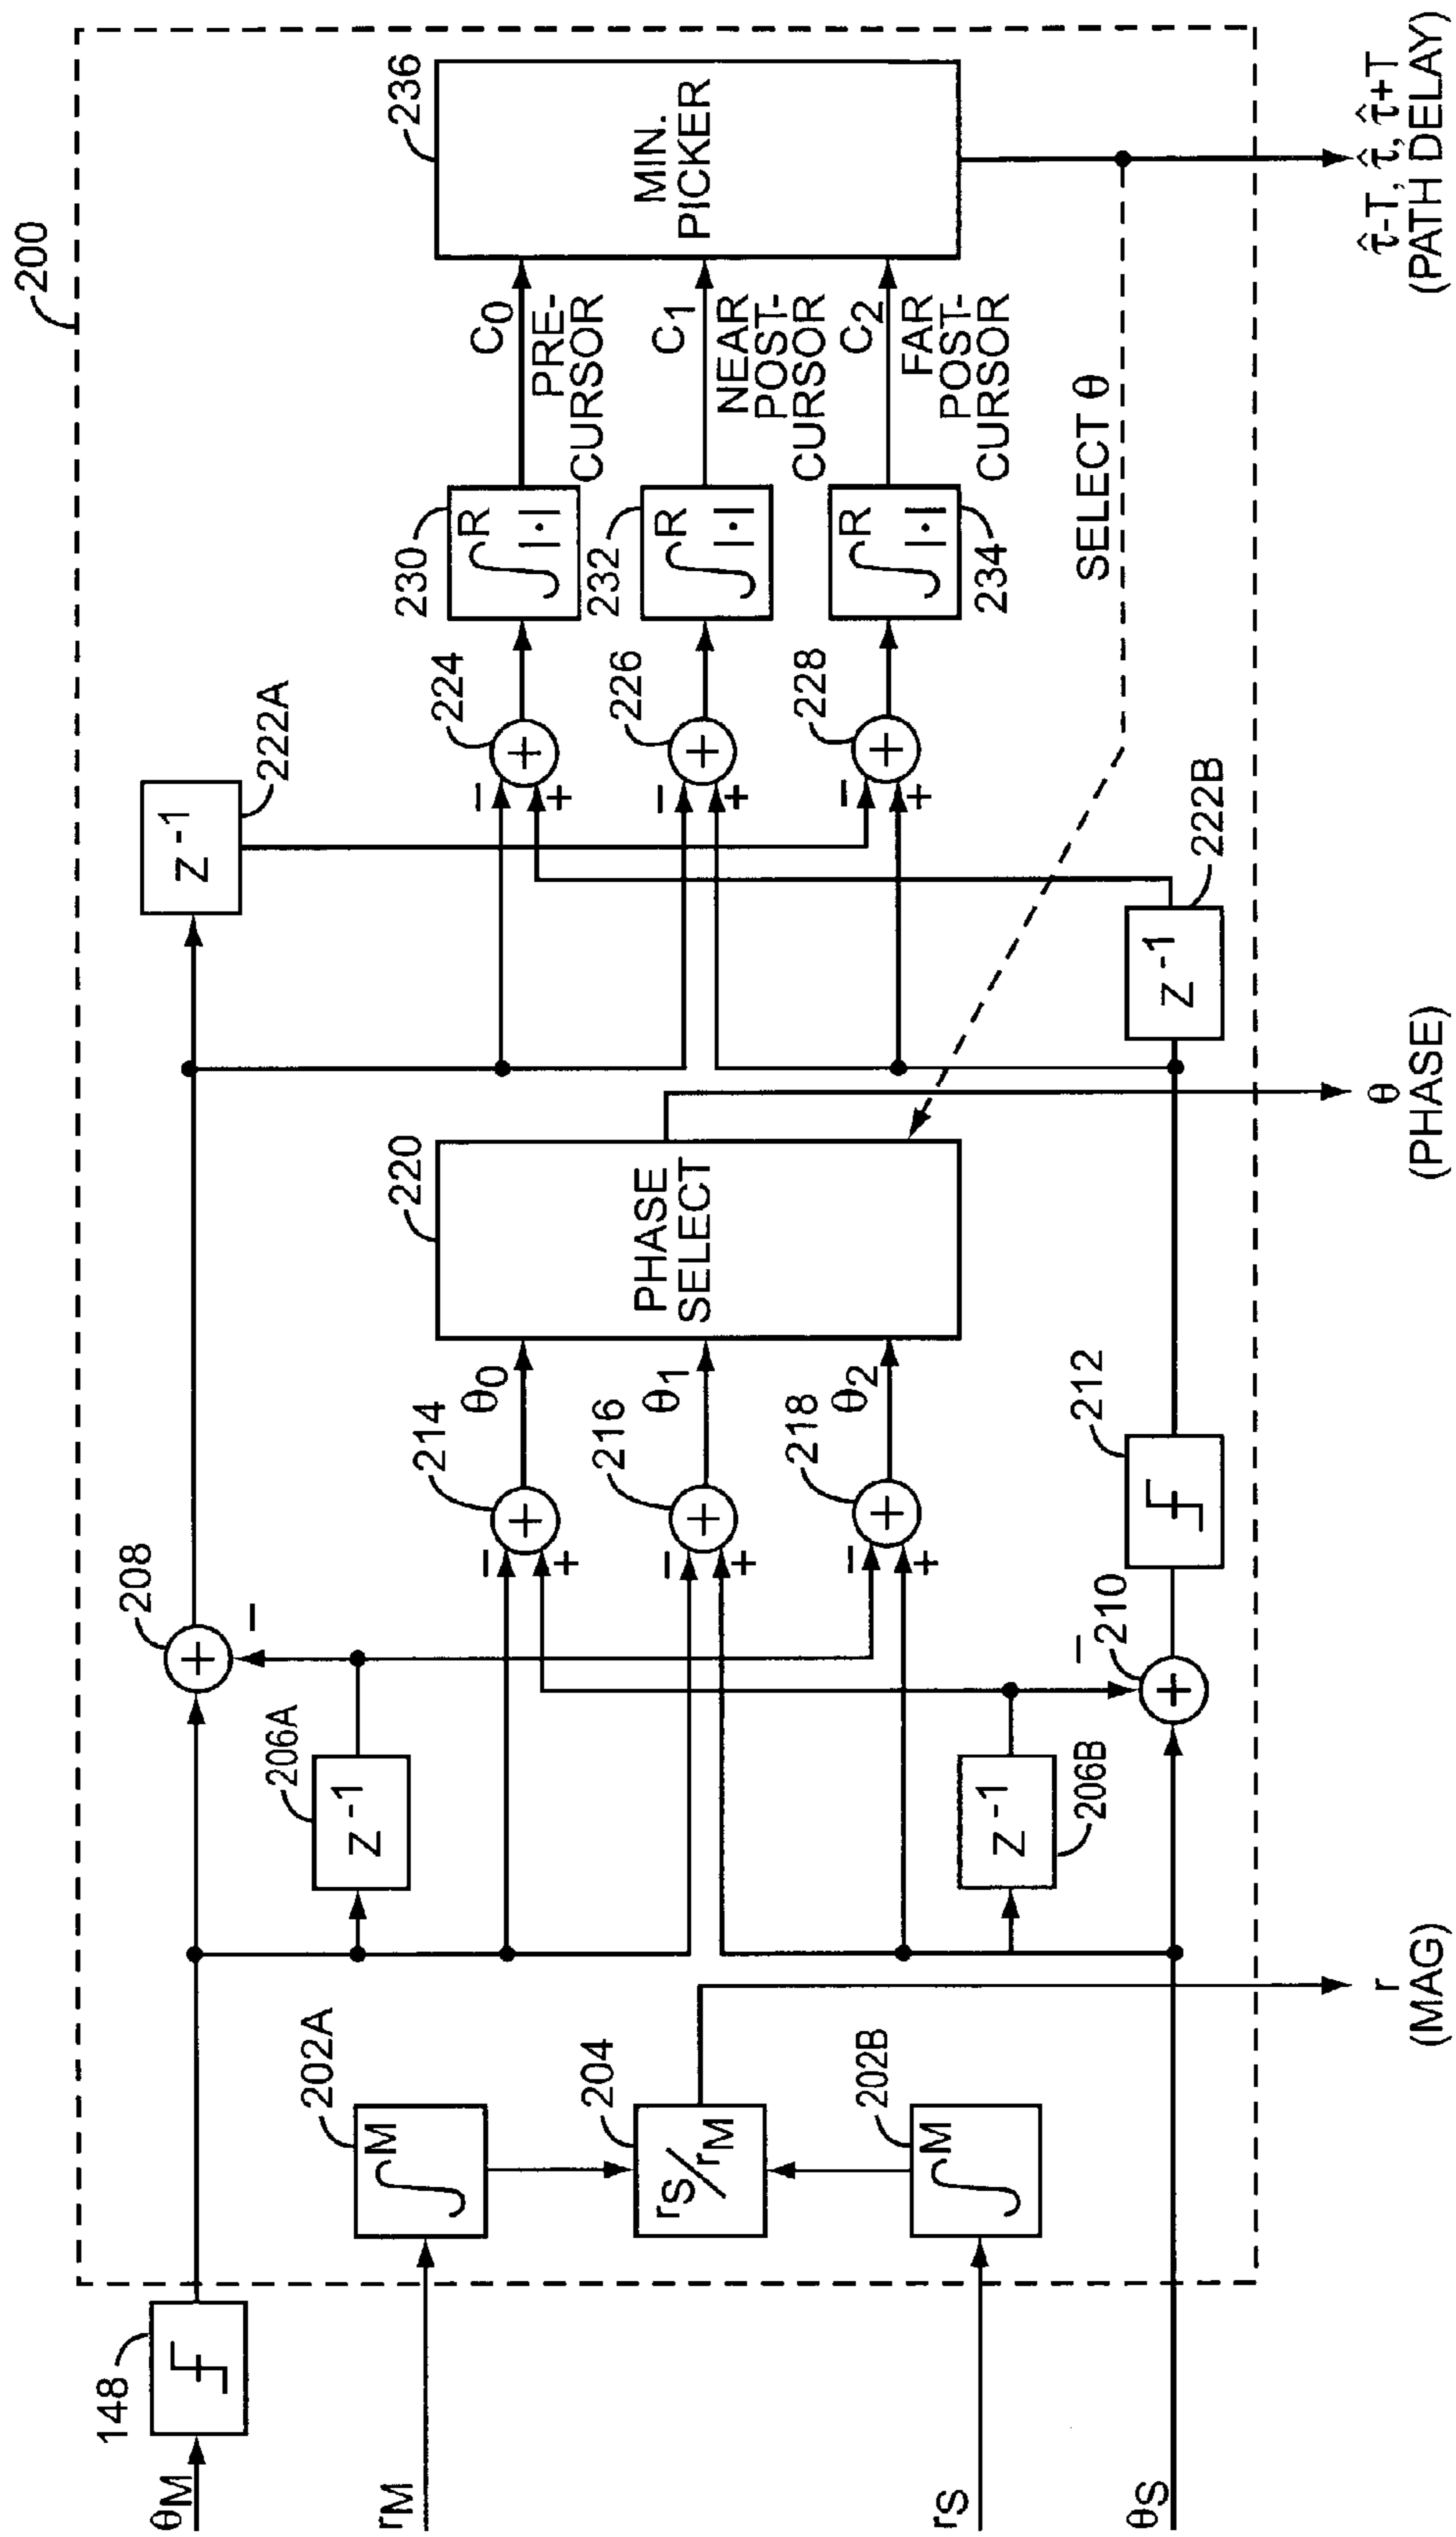 200
148
θM
rM
rS
θS
202A
∫M
204
rS/rM
202B
∫M
r
(MAG)
206A
Z-1
206B
Z-1
208
+
−
210
+
−
212
214
+
−
+
θ0
216
+
−
+
θ1
218
+
−
+
θ2
220
PHASE
SELECT
θ
(PHASE)
222A
Z-1
222B
Z-1
224
+
−
+
226
+
−
+
228
+
−
+
230
∫R
|·|
232
∫R
|·|
234
∫R
|·|
C0
PRE-
CURSOR
C1
NEAR
POST-
CURSOR
C2
FAR
POST-
CURSOR
SELECT θ
236
MIN.
PICKER
τ̂-T, τ̂, τ̂+T
(PATH DELAY)